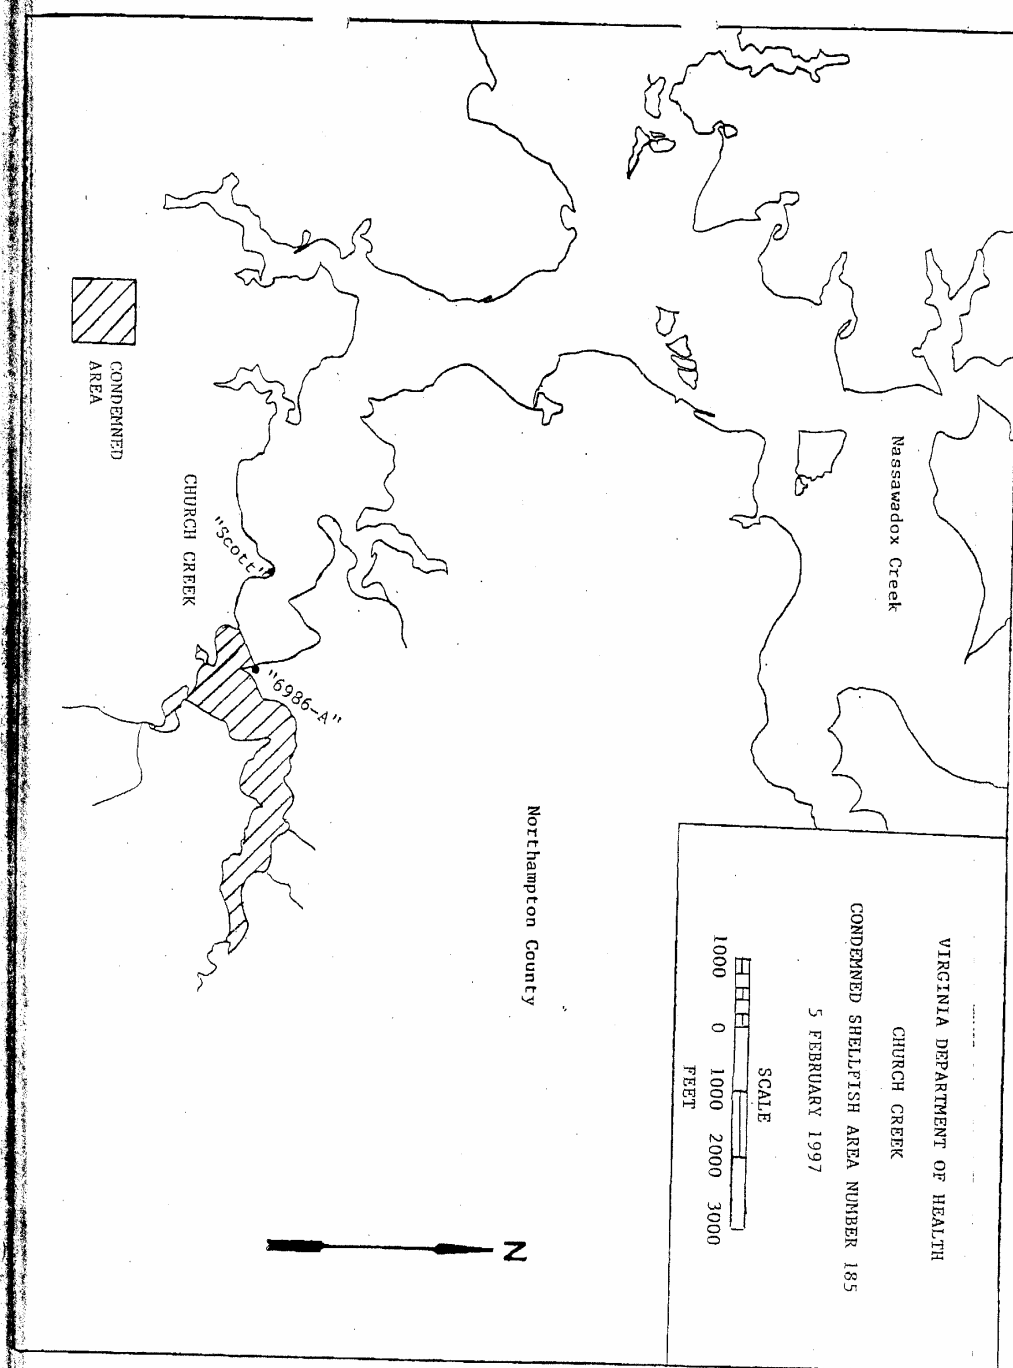 VIRGINIA DEPARTMENT OF HEALTH
CHURCH CREEK
CONDEMNED SHELLFISH AREA NUMBER 185
5 FEBRUARY 1997
SCALE
1000 0 1000 2000 3000
FEET
Nassawadox Creek
Northampton County
N
"6986-A"
"Scott"
CHURCH CREEK
CONDEMNED
AREA